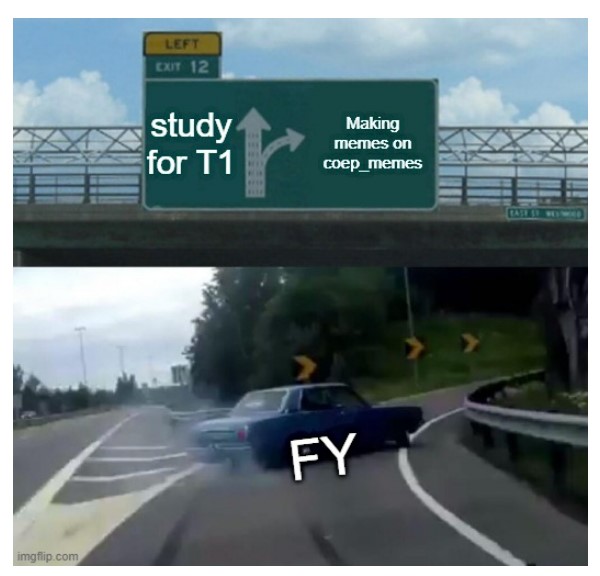 LEFT
EXIT 12
study
for T1
Making
memes on
coep_memes
FY
imgflip.com